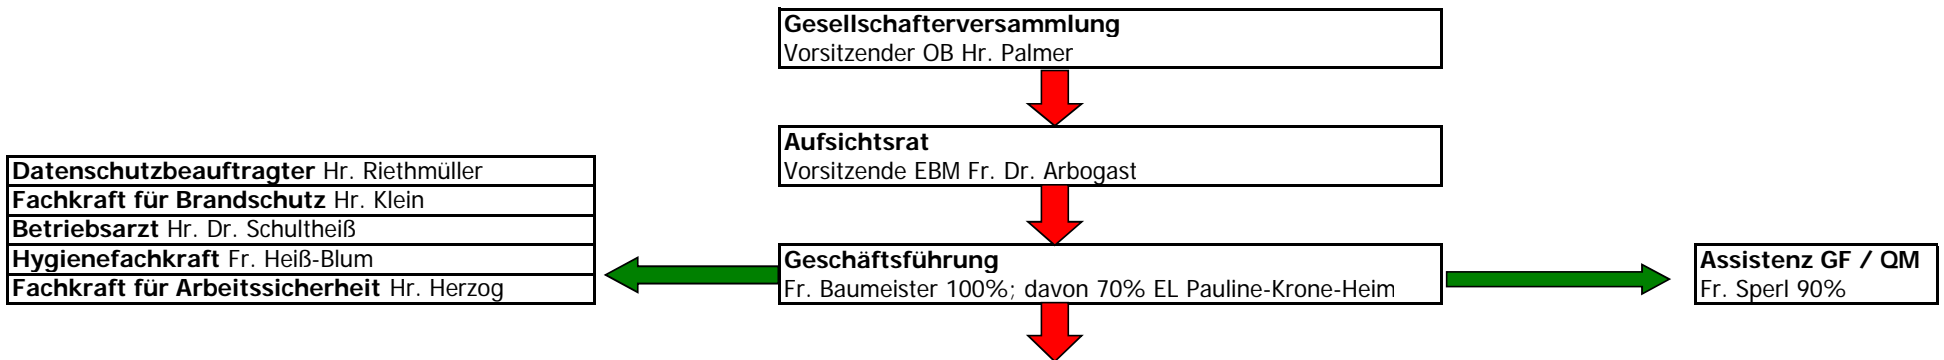 Gesellschafterversammlung
Vorsitzender OB Hr. Palmer
Aufsichtsrat
Vorsitzende EBM Fr. Dr. Arbogast
Datenschutzbeauftragter Hr. Riethmüller
Fachkraft für Brandschutz Hr. Klein
Betriebsarzt Hr. Dr. Schultheiß
Hygienefachkraft Fr. Heiß-Blum
Fachkraft für Arbeitssicherheit Hr. Herzog
Geschäftsführung
Fr. Baumeister 100%; davon 70% EL Pauline-Krone-Heim
Assistenz GF / QM
Fr. Sperl 90%